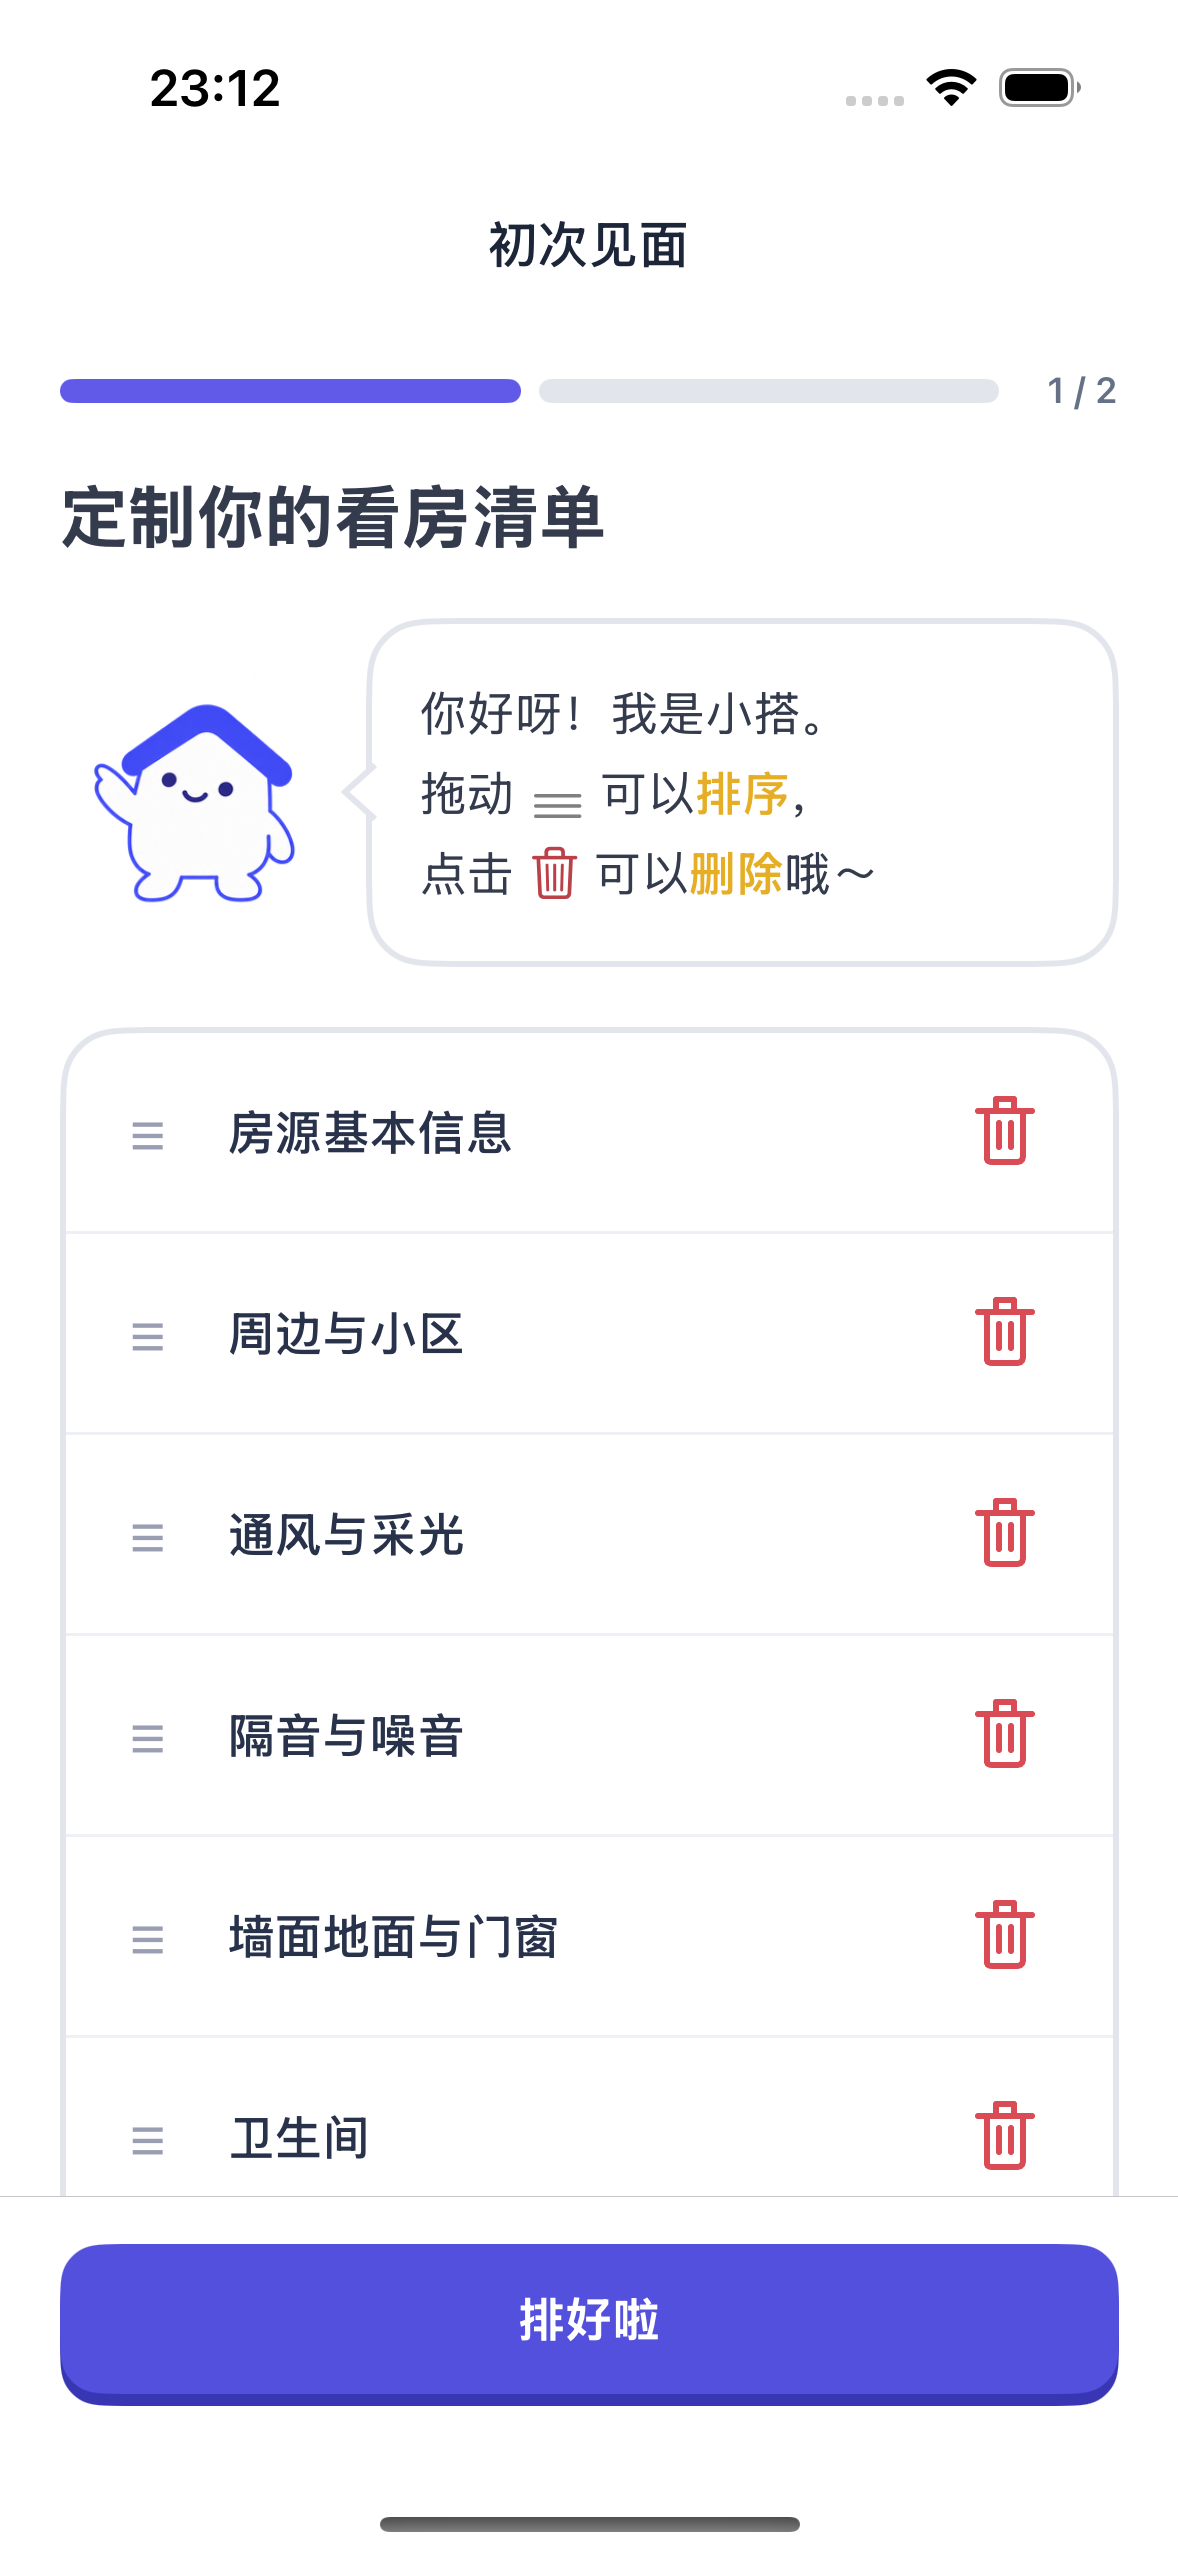 23:12
初次见面
1 / 2
定制你的看房清单
你好呀！我是小搭。
拖动 可以排序，
点击 可以删除哦～
房源基本信息
周边与小区
通风与采光
隔音与噪音
墙面地面与门窗
卫生间
排好啦